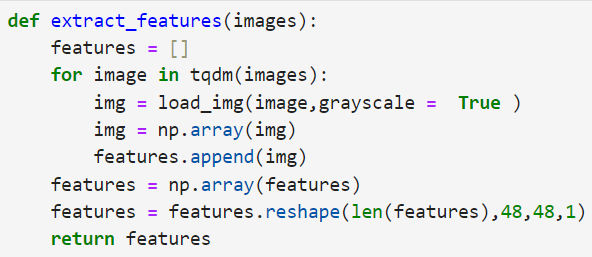 def extract_features(images):
    features = []
    for image in tqdm(images):
        img = load_img(image,grayscale =  True )
        img = np.array(img)
        features.append(img)
    features = np.array(features)
    features = features.reshape(len(features),48,48,1)
    return features